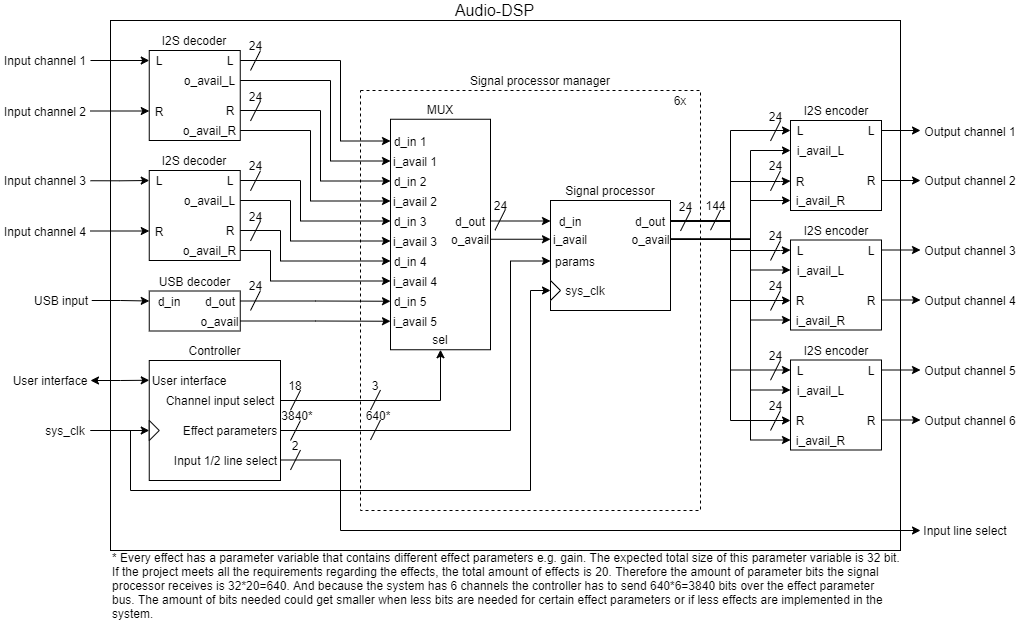 Audio-DSP
I2S decoder
Input channel 1
L
L
24
o_avail_L
Input channel 2
R
R
24
o_avail_R
I2S decoder
Input channel 3
L
L
24
o_avail_L
Input channel 4
R
R
24
o_avail_R
USB decoder
USB input
d_in
d_out
24
o_avail
Controller
User interface
User interface
Channel input select
18
3
sys_clk
Effect parameters
3840*
640*
Input 1/2 line select
2
Signal processor manager
6x
MUX
d_in 1
i_avail 1
d_in 2
i_avail 2
d_in 3
i_avail 3
d_in 4
i_avail 4
d_in 5
i_avail 5
d_out
24
o_avail
sel
Signal processor
d_in
d_out
24
144
i_avail
o_avail
params
sys_clk
I2S encoder
24
L
L
Output channel 1
i_avail_L
24
R
R
Output channel 2
i_avail_R
I2S encoder
24
L
L
Output channel 3
i_avail_L
24
R
R
Output channel 4
i_avail_R
I2S encoder
24
L
L
Output channel 5
i_avail_L
24
R
R
Output channel 6
i_avail_R
Input line select
* Every effect has a parameter variable that contains different effect parameters e.g. gain. The expected total size of this parameter variable is 32 bit.
If the project meets all the requirements regarding the effects, the total amount of effects is 20. Therefore the amount of parameter bits the signal
processor receives is 32*20=640. And because the system has 6 channels the controller has to send 640*6=3840 bits over the effect parameter
bus. The amount of bits needed could get smaller when less bits are needed for certain effect parameters or if less effects are implemented in the
system.